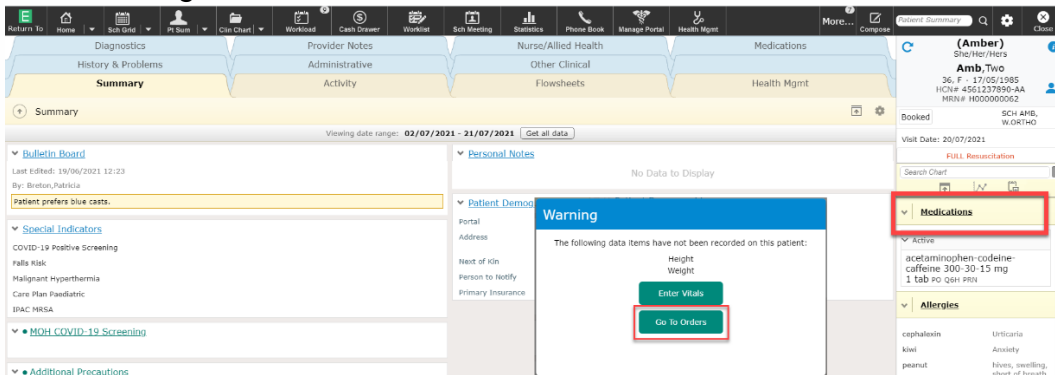 E
Return To
Home
Sch Grid
Pt Sum
Clin Chart
Workload
Cash Drawer
Worklist
Sch Meeting
Statistics
Phone Book
Manage Portal
Health Mgmt
More...
Compose
Patient Summary
Close
Diagnostics
Provider Notes
Nurse/Allied Health
Medications
History & Problems
Administrative
Other Clinical
Summary
Activity
Flowsheets
Health Mgmt
Summary
Viewing date range: 02/07/2021 - 21/07/2021 Get all data
Bulletin Board
Last Edited: 19/06/2021 12:23
By: Breton,Patricia
Patient prefers blue casts.
Special Indicators
COVID-19 Positive Screening
Falls Risk
Malignant Hyperthermia
Care Plan Paediatric
IPAC MRSA
MOH COVID-19 Screening
Additional Precautions
Personal Notes
No Data to Display
Patient Demog
Portal
Address
Next of Kin
Person to Notify
Primary Insurance
Warning
The following data items have not been recorded on this patient:
Height
Weight
Enter Vitals
Go To Orders
(Amber)
She/Her/Hers
Amb,Two
36, F · 17/05/1985
HCN# 4561237890-AA
MRN# H000000062
Booked
SCH AMB,
W.ORTHO
Visit Date: 20/07/2021
FULL Resuscitation
Search Chart
Medications
Active
acetaminophen-codeine-
caffeine 300-30-15 mg
1 tab PO Q6H PRN
Allergies
cephalexin Urticaria
kiwi Anxiety
peanut hives, swelling,
short of breath